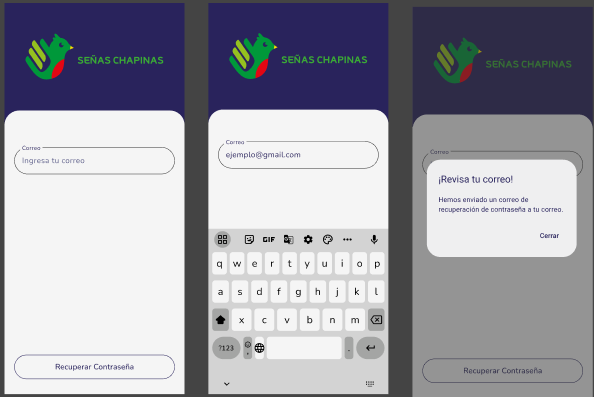 SEÑAS CHAPINAS
Correo
Ingresa tu correo
Recuperar Contraseña
SEÑAS CHAPINAS
Correo
ejemplo@gmail.com
GIF
q w e r t y u i o p
a s d f g h j k l
x c v b n m
?123 , .
SEÑAS CHAPINAS
Correo
¡Revisa tu correo!
Hemos enviado un correo de
recuperación de contraseña a tu correo.
Cerrar
Recuperar Contraseña